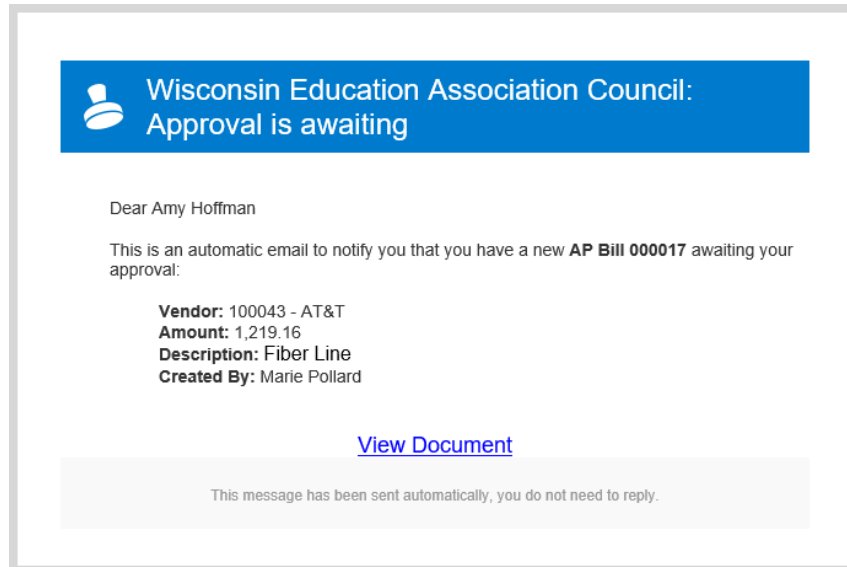 Wisconsin Education Association Council:
Approval is awaiting
Dear Amy Hoffman
This is an automatic email to notify you that you have a new AP Bill 000017 awaiting your
approval:
Vendor: 100043 - AT&T
Amount: 1,219.16
Description: Fiber Line
Created By: Marie Pollard
View Document
This message has been sent automatically, you do not need to reply.